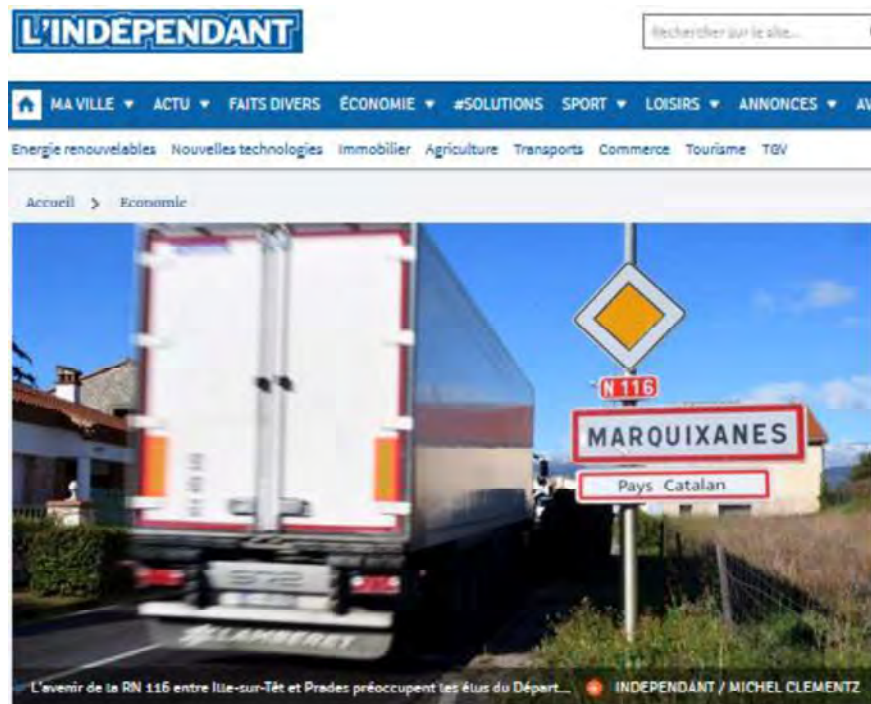 L'INDÉPENDANT
Rechercher sur le site...
MA VILLE ACTU FAITS DIVERS ÉCONOMIE #SOLUTIONS SPORT LOISIRS ANNONCES AV
Energie renouvelables Nouvelles technologies Immobilier Agriculture Transports Commerce Tourisme TGV
Accueil > Economie
N 116
MARQUIXANES
Pays Catalan
LAMBERET
L'avenir de la RN 116 entre Ille-sur-Têt et Prades préoccupent les élus du Départ... INDEPENDANT / MICHEL CLEMENTZ